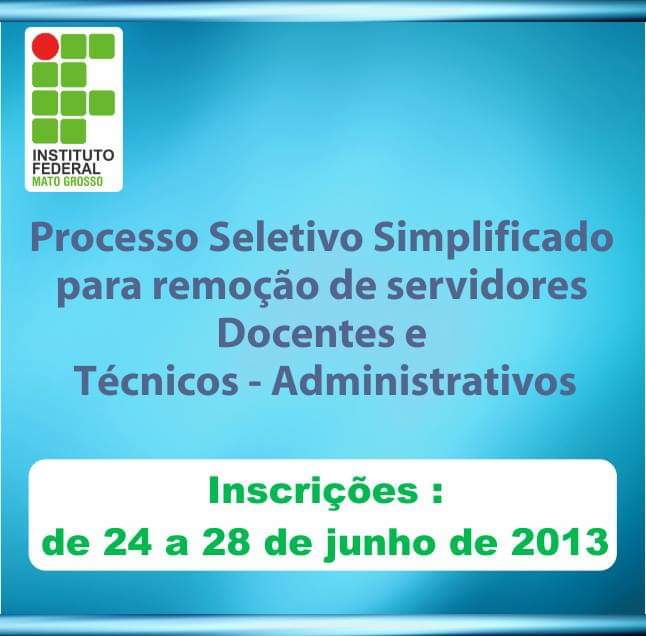 INSTITUTO
FEDERAL
MATO GROSSO
Processo Seletivo Simplificado
para remoção de servidores
Docentes e
Técnicos - Administrativos
Inscrições :
de 24 a 28 de junho de 2013